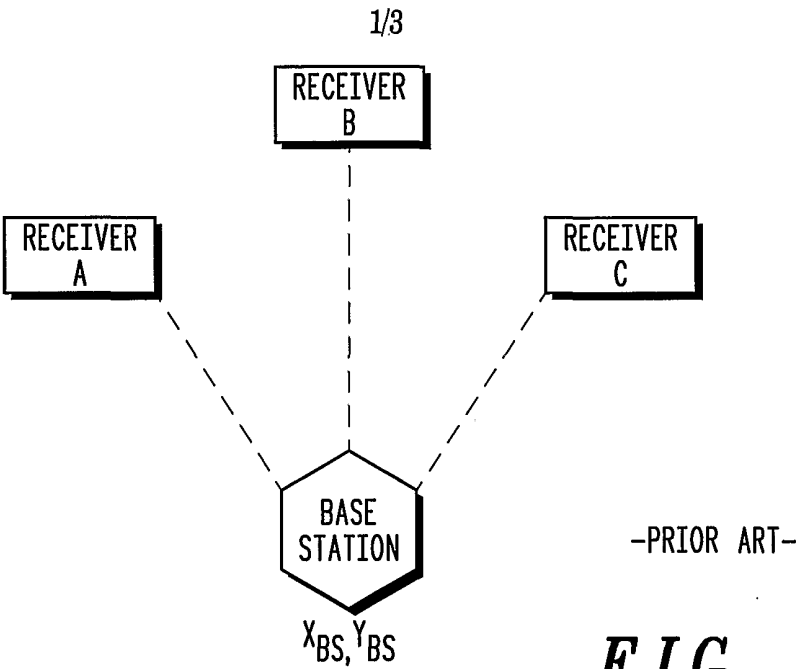 1/3
RECEIVER
B
RECEIVER
A
RECEIVER
C
BASE
STATION
-PRIOR ART-
XBS, YBS
FIG